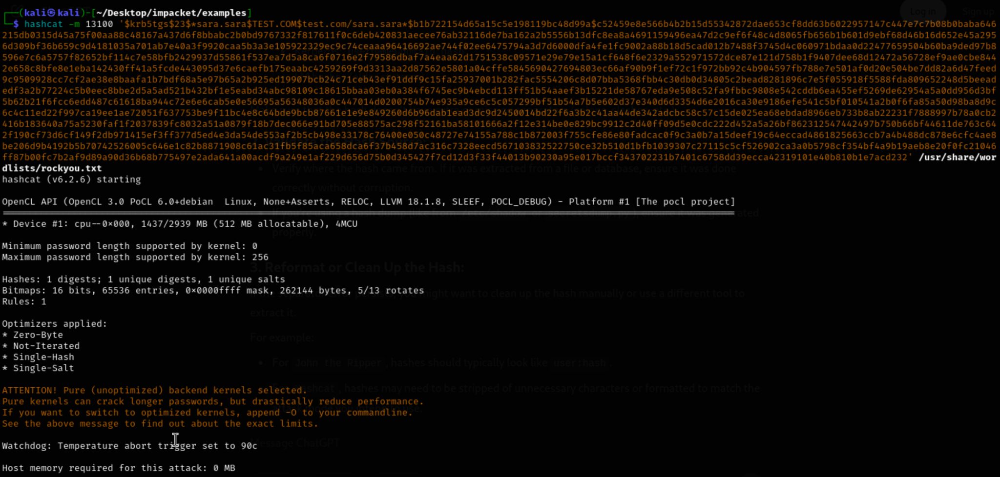 Log in Sign up
(kali㉿kali)-[~/Desktop/impacket/examples]
$ hashcat -m 13100 '$krb5tgs$23$*sara.sara$TEST.COM$test.com/sara.sara*$b1b722154d65a15c5e198119bc48d99a$c52459e8e566b4b2b15d55342872dae653cf8dd63b6022957147c447e7c7b08b0baba646
215db0315d45a75f00aa88c48167a437d6f8bbabc2b0bd9767332f817611f0c6deb420831aecee76ab32116de7ba162a2b5556b13dfc8ea8a4691159496ea47d2c9ef6f48c4d8065fb656b1b601d9ebf68d46b16d652e45a295
6d309bf36b659c9d4181035a701ab7e40a3f9920caa5b3a3e105922329ec9c74ceaaa96416692ae744f02ee6475794a3d7d6000dfa4fe1fc9002a88b18d5cad012b7488f3745d4c060971bdaa0d22477659504b60ba9ded97b8
596e7c6a5757f82652bf114c7e58bfb2429937d55861f537ea7d5a8ca6f0716e2f79586dbaf7a4eaa62d1751538c09571e29e79e15a1cf648f6e2329a552971572dce87e121d758b1f9407dee68d12472a56728ef9ae0cbe844
2e658c8bfe8e1eba142430ff41a5fcde443095d37e6caefb175eaabc4259269f9d3313aa2d87562e5801a04cffe5845690427694803ec66af90b9f1ef72c1f972bb92c4b904597fb788e7e501af0d20e504be7dd82a6d47feed
9c9509928cc7cf2ae38e8baafa1b7bdf68a5e97b65a2b925ed19907bcb24c71ceb43ef91ddf9c15fa25937001b282fac5554206c8d07bba5368fbb4c30db0d34805c2bead8281896c7e5f055918f5588fda809652248d5beead
edf3a2b77224c5b0eec8bbe2d5a5ad521b432bf1e5eabd34abc98109c18615bbaa03eb0a384f6745ec9b4ebcd113ff51b54aaef3b15221de58767eda9e508c52fa9fbbc9808e542cddb6ea455ef5269de62954a5a0dd956d3bf
5b62b21f6fcc6edd487c61618ba944c72e6e6cab5e0e56695a56348036a0c447014d0200754b74e935a9ce6c5c057299bf51b54a7b5e602d37e340d6d3354d6e2016ca30e9186efe541c5bf010541a2b0f6fa85a50d98ba8d9c
6c4c11ed22f997ca19ee1ae72051f637753be9f11bc4e8c64bde9bcb87661e1e9e849260d6b96dab1ead3dc9d2450014bd22f6a3b2c41aa44de342adcbc58c57c15de025ea68ebdad8966eb733b8ab22231f7888997b78a0cb2
416b183640a75a5230faf1f2037839fc8032a51a0879f18b7dec066e91bd705e88575ac298f52161ba58101666a2f12e314be0e829bc9912c2d40ff09d5e0cdc222d452a5a26bf862312547442497b750b66bf44611de763c64
2f190cf73d6cf149f2db971415ef3ff377d5ed4e3da54de553af2b5cb498e33178c76400e050c48727e74155a788c1b872003f755cfe86e80fadcac0f9c3a0b7a15deef19c64eccad4861825663ccb7a4b488dc878e6cfc4ae8
be206d9b4192b5b70742526005c646e1c82b8871908c61ac31fb5f85aca658dca6f37b458d7ac316c7328eecd567103832522750ce32b510d1bfb1039307c27115c5cf526902ca3a0b5798cf354bf4a9b19aeb8e20f0fc21046
ff87b00fc7b2af9d89a90d36b68b775497e2ada641a00acdf9a249e1af229d656d75b0d345427f7cd12d3f33f44013b90230a95e017bccf343702231b7401c6758dd39ecca42319101e40b810b1e7acd232' /usr/share/wor
dlists/rockyou.txt
Verify where the hash came from. If it was extracted from a file or database, ensure it was done
hashcat (v6.2.6) starting
correctly without corruption.
OpenCL API (OpenCL 3.0 PoCL 6.0+debian  Linux, None+Asserts, RELOC, LLVM 18.1.8, SLEEF, POCL_DEBUG) - Platform #1 [The pocl project]
* Device #1: cpu--0×000, 1437/2939 MB (512 MB allocatable), 4MCU
properly.
Minimum password length supported by kernel: 0
Maximum password length supported by kernel: 256
3. Reformat or Clean Up the Hash:
Hashes: 1 digests; 1 unique digests, 1 unique salts
Bitmaps: 16 bits, 65536 entries, 0×0000ffff mask, 262144 bytes, 5/13 rotates
might want to clean up the hash manually or use a different tool to
Rules: 1
extract it.
Optimizers applied:
* Zero-Byte
For example:
* Not-Iterated
* Single-Hash
For John the Ripper, hashes should typically look like user:hash.
* Single-Salt
ATTENTION! Pure (unoptimized) backend kernels selected.
, hashes may need to be stripped of unnecessary characters or formatted to match the
Pure kernels can crack longer passwords, but drastically reduce performance.
If you want to switch to optimized kernels, append -O to your commandline.
See the above message to find out about the exact limits.
Message ChatGPT
Watchdog: Temperature abort trigger set to 90c
Host memory required for this attack: 0 MB